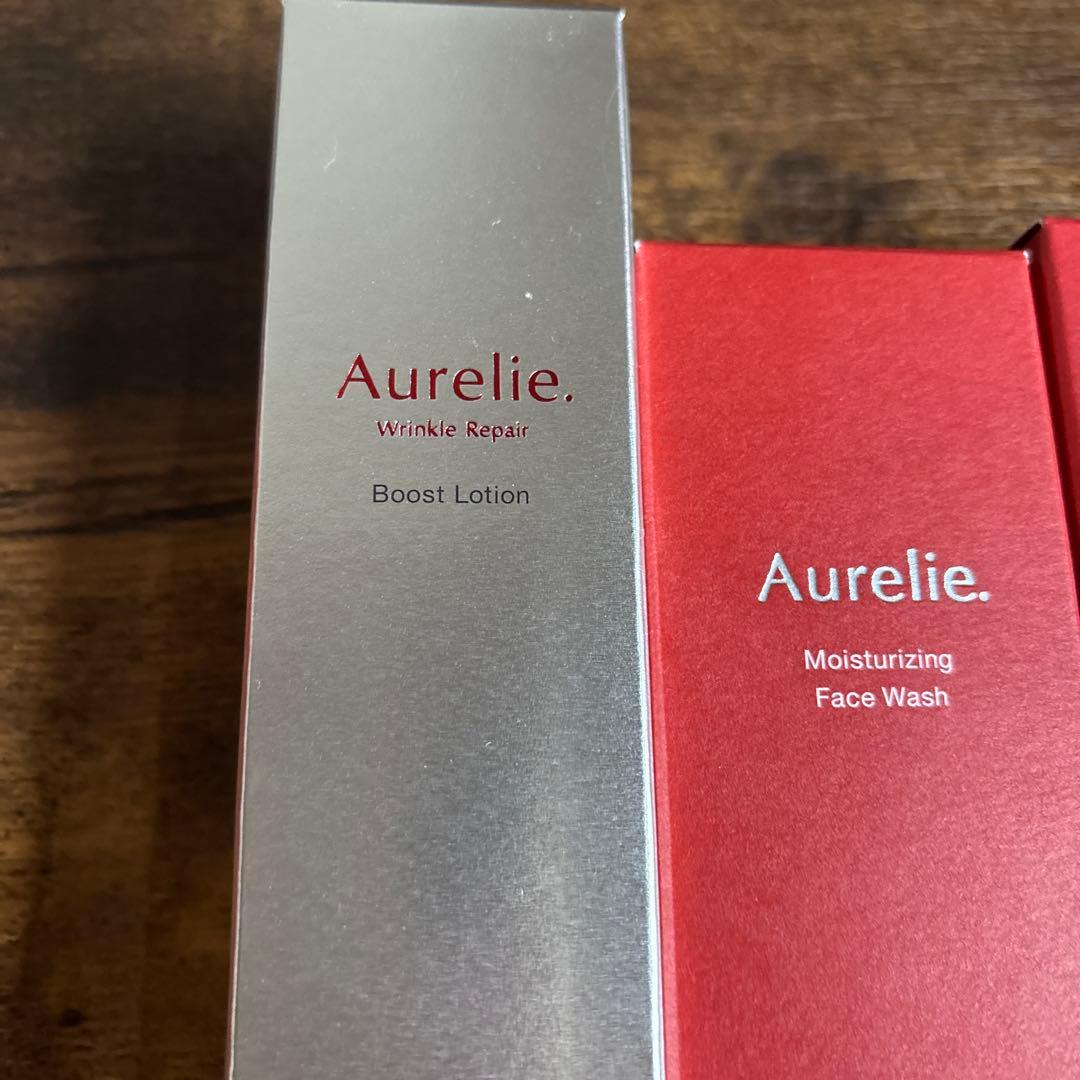 Aurelie.
Wrinkle Repair
Boost Lotion
Aurelie.
Moisturizing
Face Wash